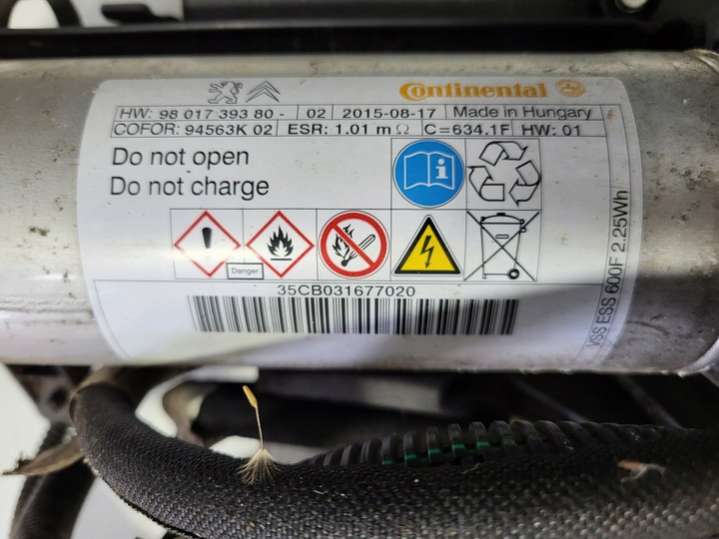 Continental
HW: 98 017 393 80- 02 2015-08-17 Made in Hungary
COFOR: 94563K 02 ESR: 1.01 mΩ C=634.1F HW: 01
Do not open
Do not charge
Danger
35CB031677020
VSS ESS 600F 2.25Wh